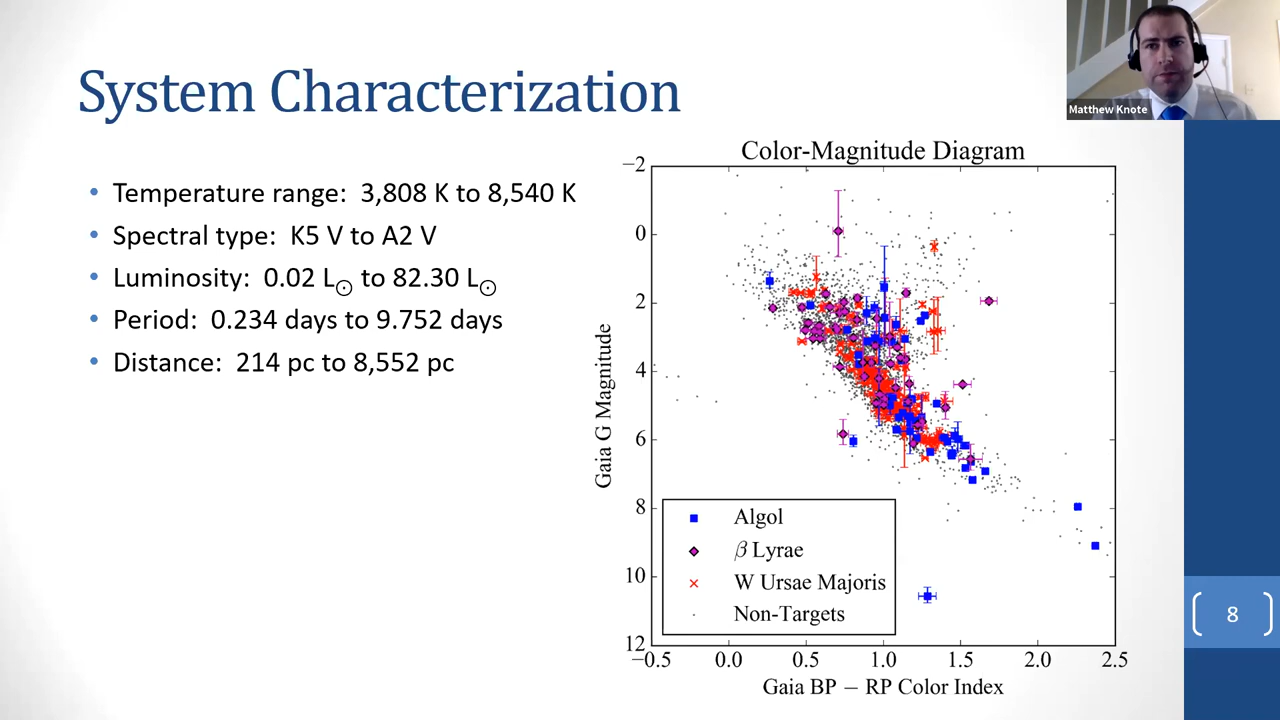 Matthew Knote
System Characterization
• Temperature range: 3,808 K to 8,540 K
• Spectral type: K5 V to A2 V
• Luminosity: 0.02 L⊙ to 82.30 L⊙
• Period: 0.234 days to 9.752 days
• Distance: 214 pc to 8,552 pc
Color-Magnitude Diagram
−2
0
2
4
6
8
10
12
Gaia G Magnitude
Algol
β Lyrae
W Ursae Majoris
Non-Targets
−0.5 0.0 0.5 1.0 1.5 2.0 2.5
Gaia BP − RP Color Index
8